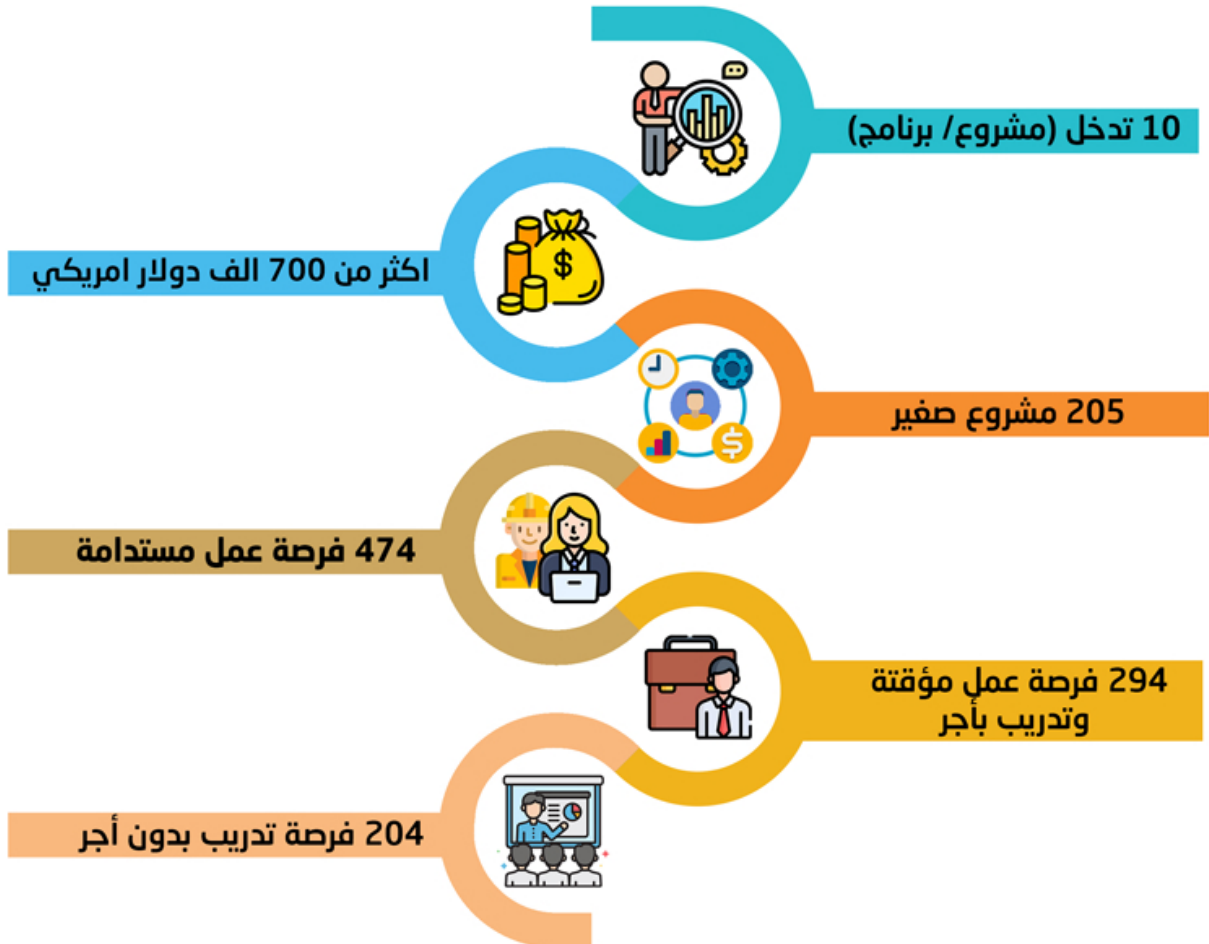 10 تدخل (مشروع/ برنامج)
اكثر من 700 الف دولار امريكي
205 مشروع صغير
474 فرصة عمل مستدامة
294 فرصة عمل مؤقتة
وتدريب بأجر
204 فرصة تدريب بدون أجر